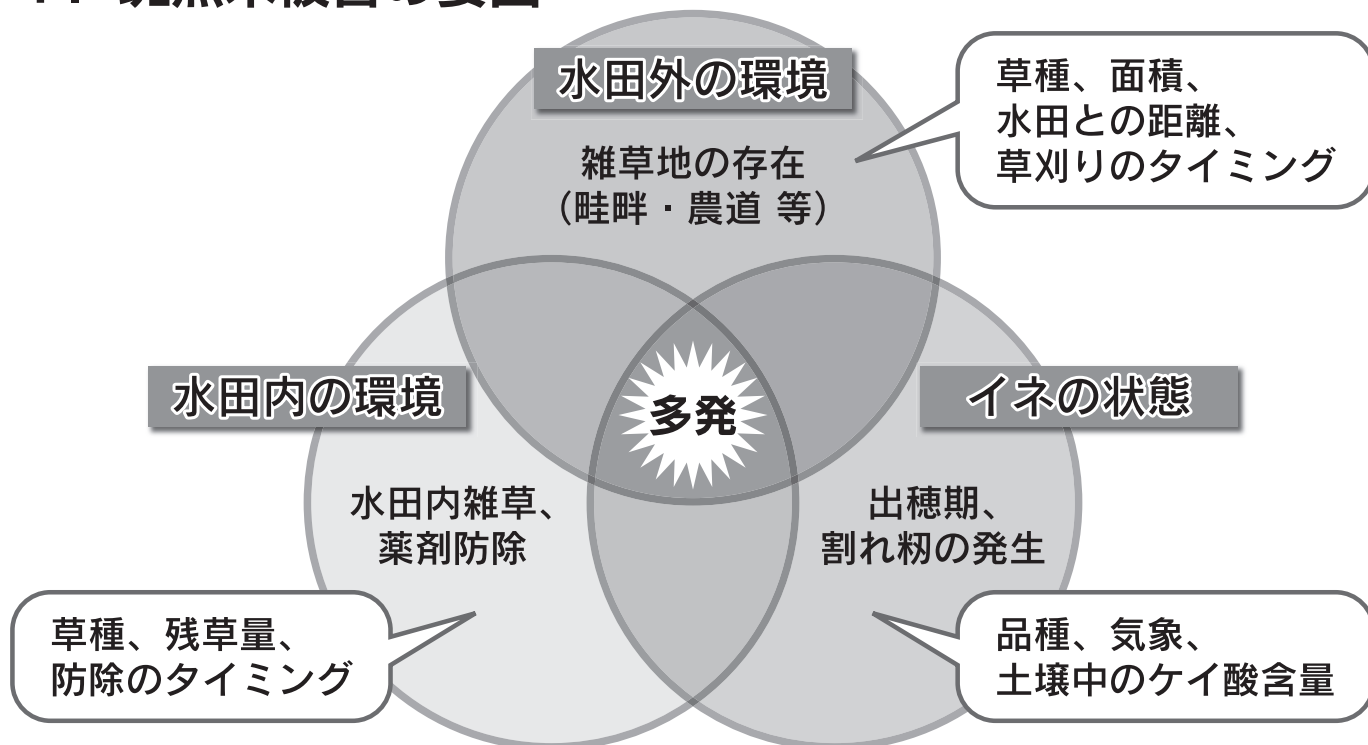 水田外の環境
雑草地の存在
（畦畔・農道 等）
草種、面積、
水田との距離、
草刈りのタイミング
水田内の環境
水田内雑草、
薬剤防除
草種、残草量、
防除のタイミング
多発
イネの状態
出穂期、
割れ籾の発生
品種、気象、
土壌中のケイ酸含量